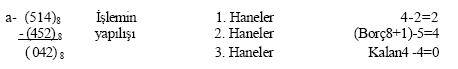 a- (514)₈ İşlemin 1. Haneler 4-2=2
- (452)₈ yapılışı 2. Haneler (Borç8+1)-5=4
(042)₈ 3. Haneler Kalan4 -4=0